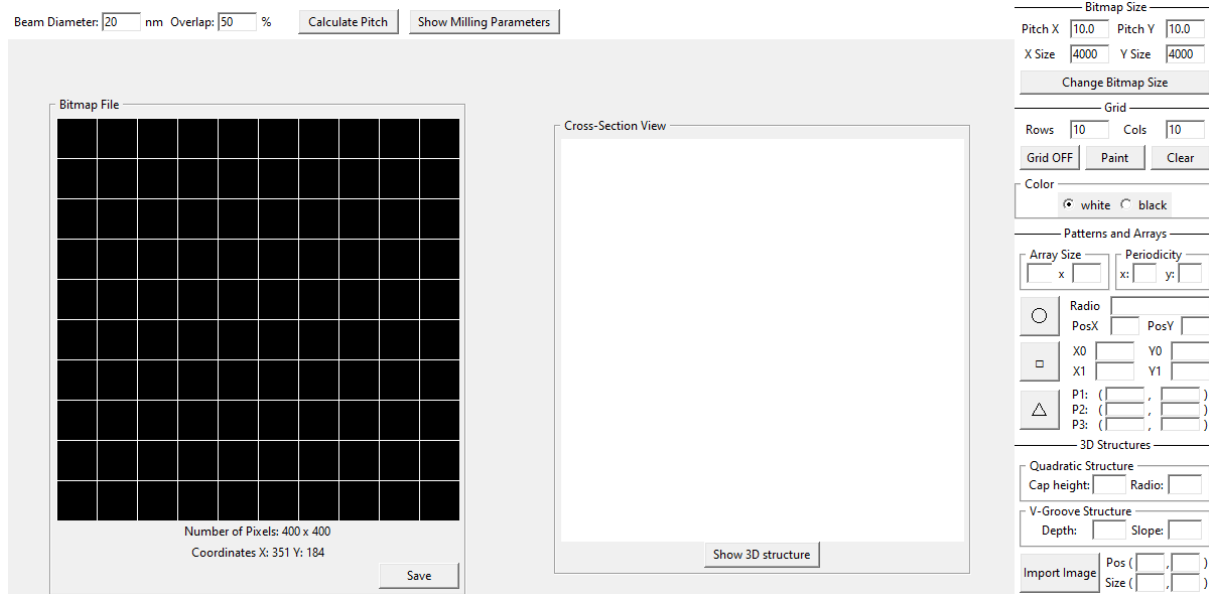 Beam Diameter: 20 nm Overlap: 50 % Calculate Pitch Show Milling Parameters
Bitmap File
Number of Pixels: 400 x 400
Coordinates X: 351 Y: 184
Save
Cross-Section View
Show 3D structure
Bitmap Size
Pitch X 10.0 Pitch Y 10.0
X Size 4000 Y Size 4000
Change Bitmap Size
Grid
Rows 10 Cols 10
Grid OFF Paint Clear
Color
white black
Patterns and Arrays
Array Size Periodicity
x x: y:
Radio
PosX PosY
X0 Y0
X1 Y1
P1: ( , )
P2: ( , )
P3: ( , )
3D Structures
Quadratic Structure
Cap height: Radio:
V-Groove Structure
Depth: Slope:
Import Image Pos ( , )
Size ( , )